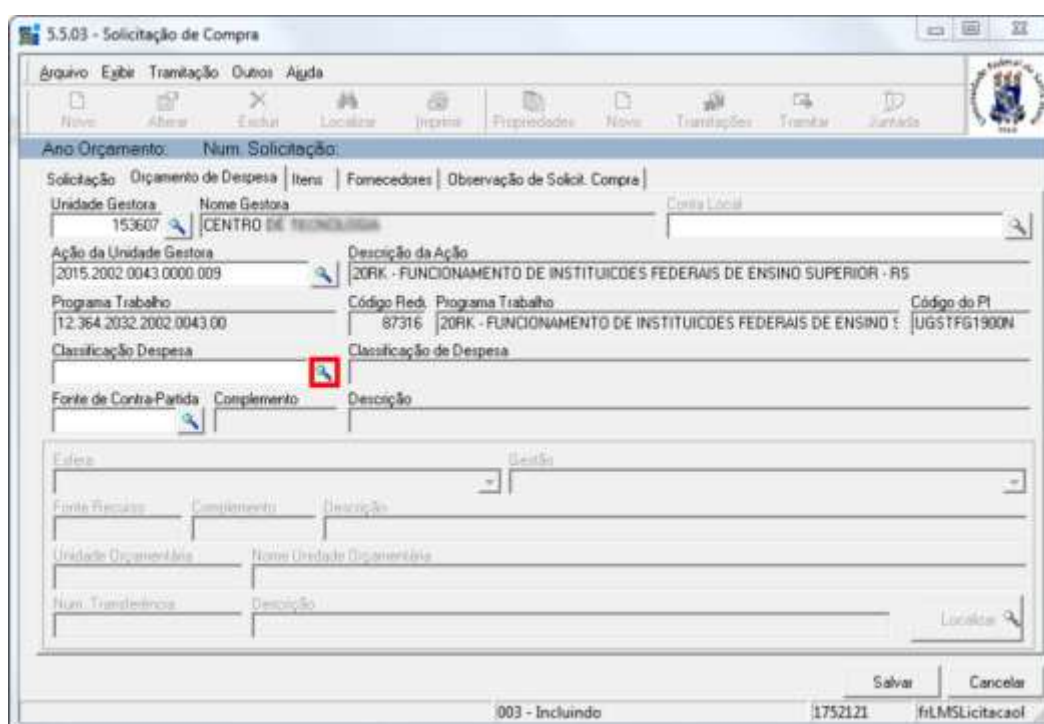 5.5.03 - Solicitação de Compra
Arquivo Exibir Tramitação Outros Ajuda
Novo Alterar Excluir Localizar Imprimir Propriedades Novo Tramitações Tramitar Juntada
Ano Orçamento: Num. Solicitação:
Solicitação Orçamento de Despesa Itens Fornecedores Observação de Solicit. Compra
Unidade Gestora Nome Gestora Conta Local
153607 CENTRO DE TECNOLOGIA
Ação da Unidade Gestora Descrição da Ação
2015.2002.0043.0000.009 20RK - FUNCIONAMENTO DE INSTITUICOES FEDERAIS DE ENSINO SUPERIOR - RS
Programa Trabalho Código Redu Programa Trabalho Código do PI
12.364.2032.2002.0043.00 87316 20RK - FUNCIONAMENTO DE INSTITUICOES FEDERAIS DE ENSINO S UGSTFG1900N
Classificação Despesa Classificação de Despesa
Fonte de Contra-Partida Complemento Descrição
Esfera Gestão
Fonte Recurso Complemento Descrição
Unidade Orçamentária Nome Unidade Orçamentária
Num. Transferência Descrição
Localizar
Salvar Cancelar
003 - Incluindo 1752121 frLMSLicitacaoI